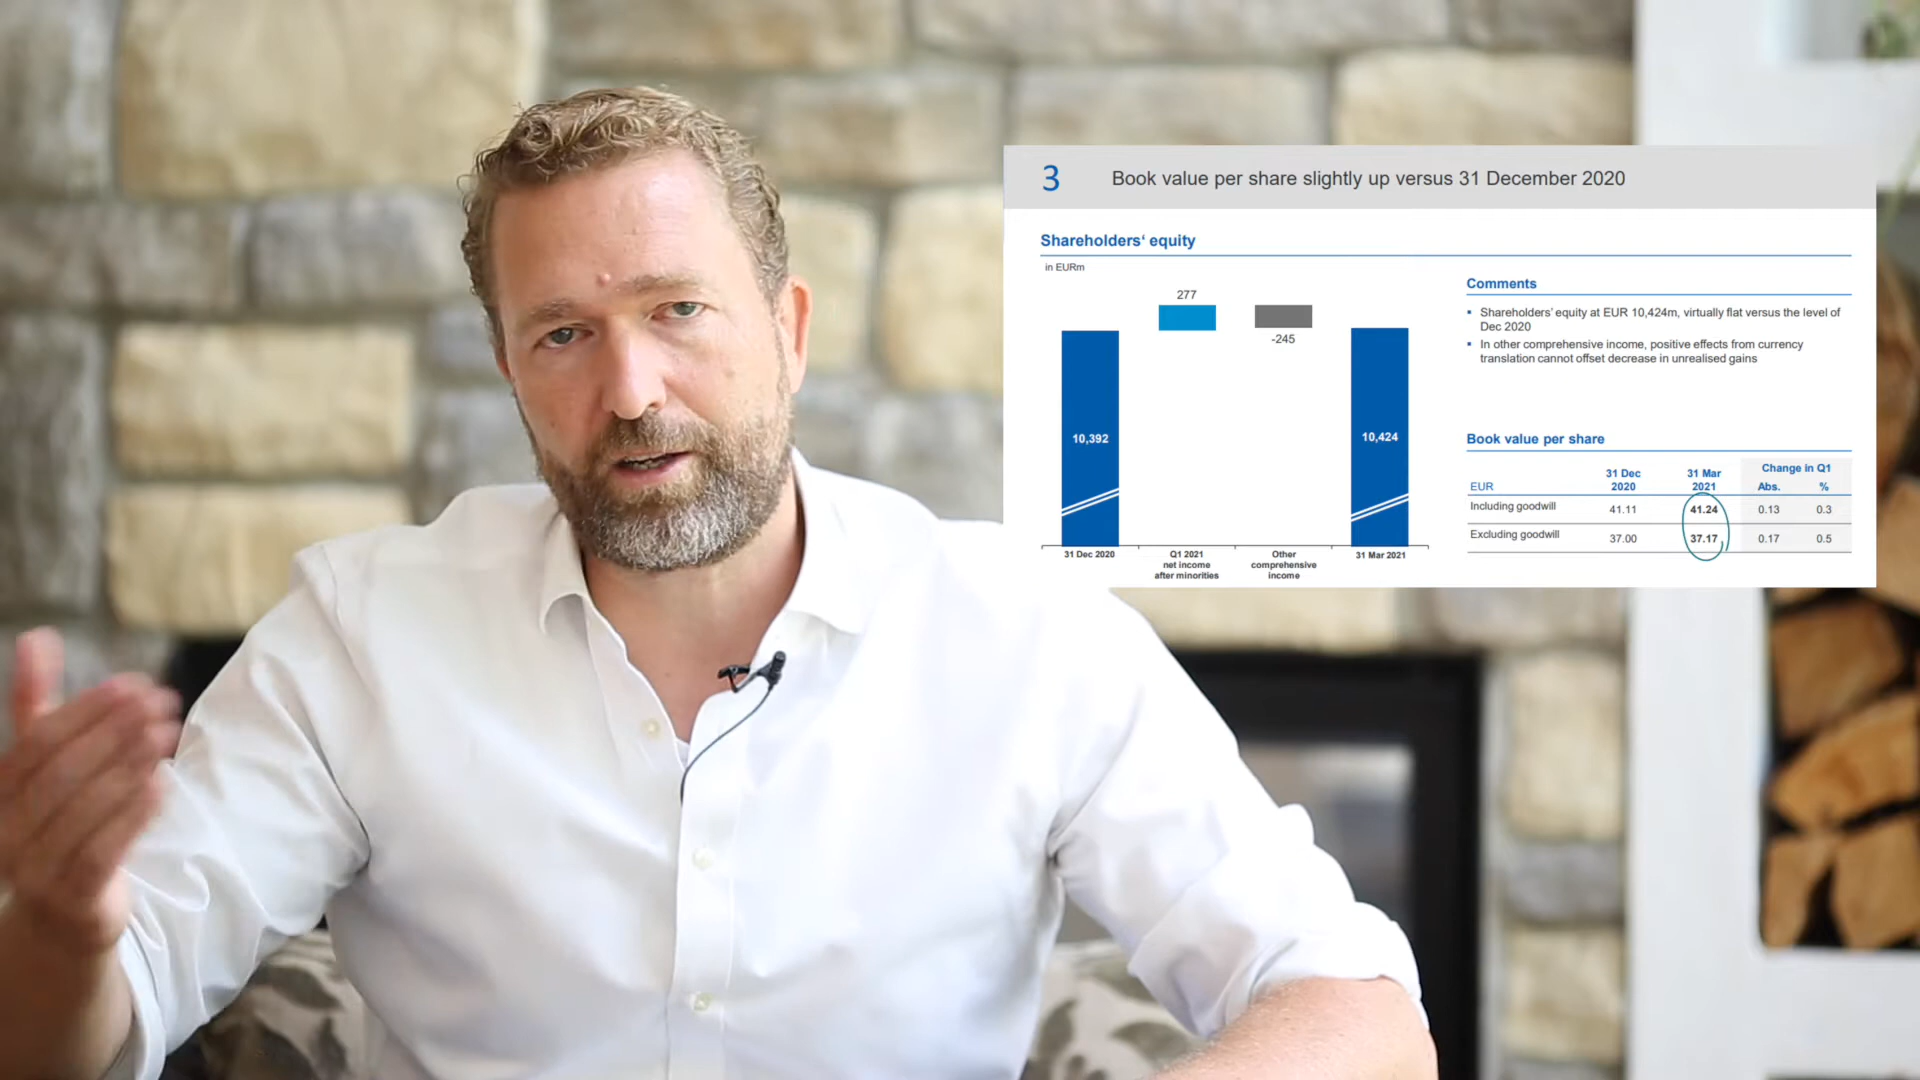 3 Book value per share slightly up versus 31 December 2020
Shareholders‘ equity
in EURm
277
-245
10,392
10,424
31 Dec 2020
Q1 2021
net income
after minorities
Other
comprehensive
income
31 Mar 2021
Comments
▪ Shareholders’ equity at EUR 10,424m, virtually flat versus the level of
Dec 2020
▪ In other comprehensive income, positive effects from currency
translation cannot offset decrease in unrealised gains
Book value per share
EUR 31 Dec 31 Mar Change in Q1
2020 2021 Abs. %
Including goodwill 41.11 41.24 0.13 0.3
Excluding goodwill 37.00 37.17 0.17 0.5